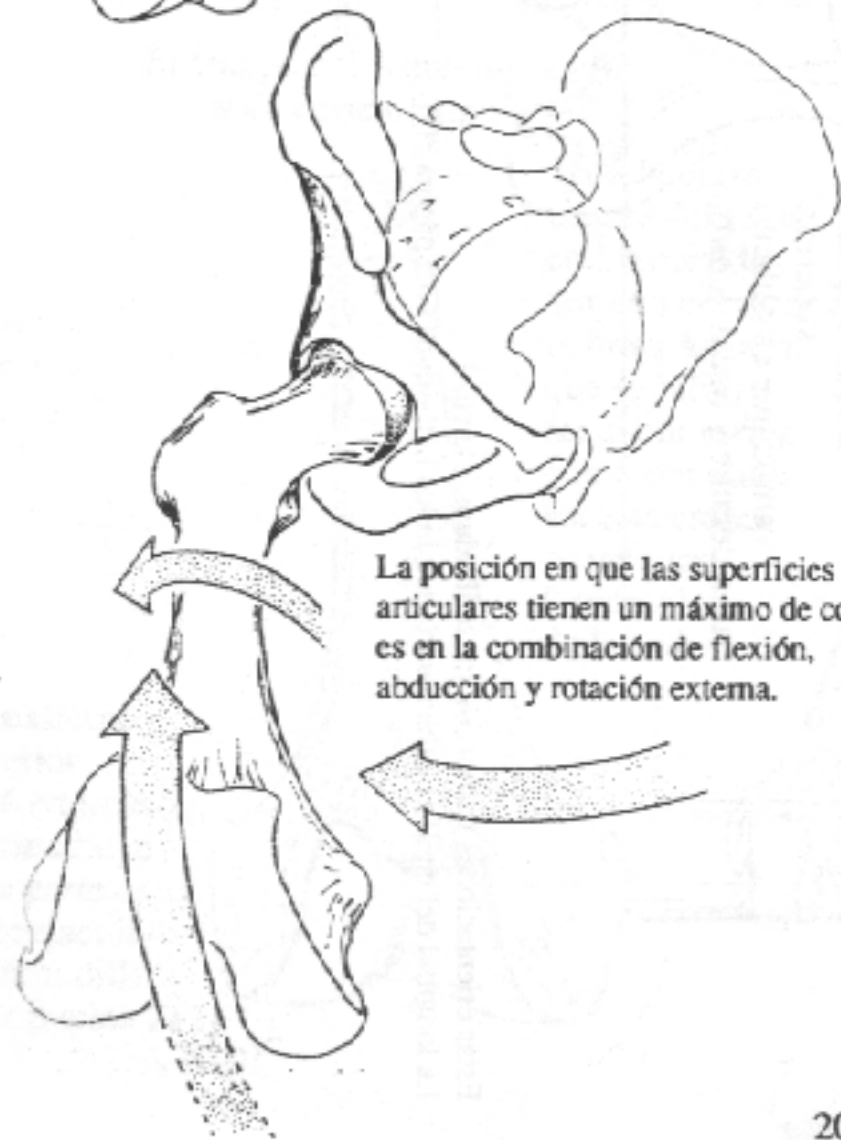 La posición en que las superficies
articulares tienen un máximo de
es en la combinación de flexión,
abducción y rotación externa.
20